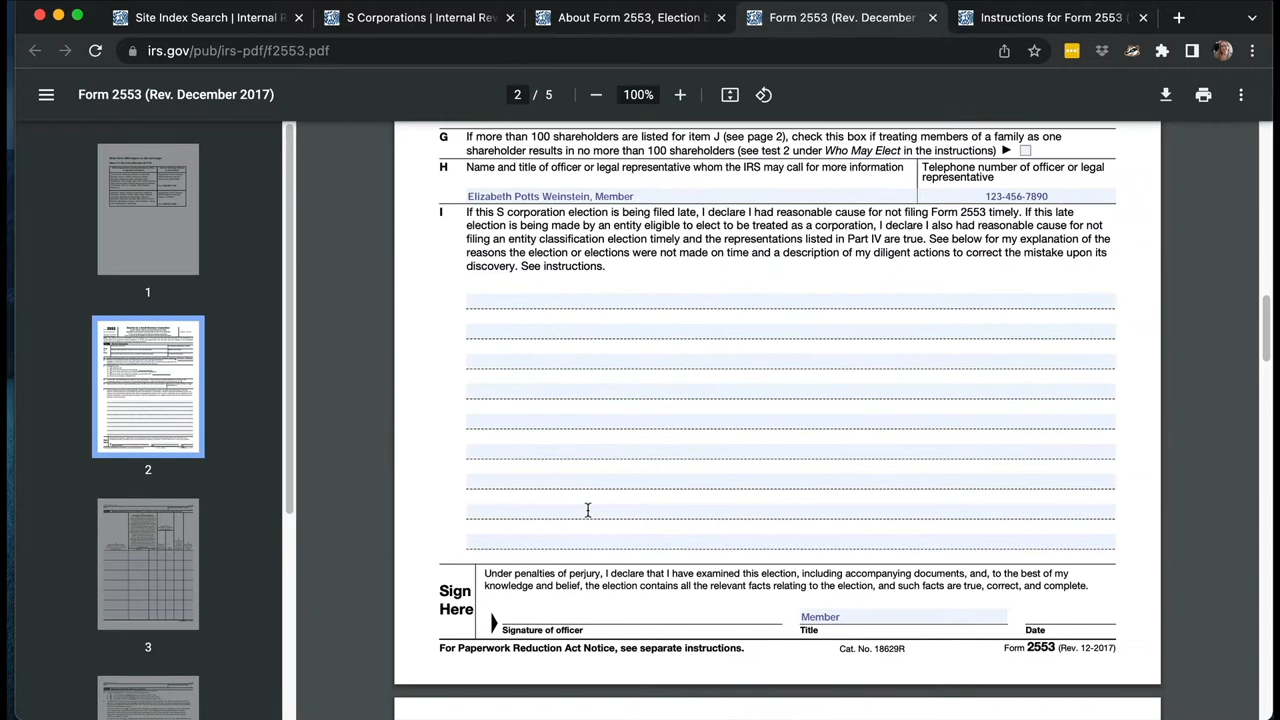 Site Index Search | Internal R
S Corporations | Internal Rev
About Form 2553, Election b
Form 2553 (Rev. December
Instructions for Form 2553 (
irs.gov/pub/irs-pdf/f2553.pdf
Form 2553 (Rev. December 2017)
2 / 5
100%
1
2
3
G If more than 100 shareholders are listed for item J (see page 2), check this box if treating members of a family as one
shareholder results in no more than 100 shareholders (see test 2 under Who May Elect in the instructions) ▶
H Name and title of officer or legal representative whom the IRS may call for more information
Telephone number of officer or legal
representative
Elizabeth Potts Weinstein, Member
123-456-7890
I If this S corporation election is being filed late, I declare I had reasonable cause for not filing Form 2553 timely. If this late
election is being made by an entity eligible to elect to be treated as a corporation, I declare I also had reasonable cause for not
filing an entity classification election timely and the representations listed in Part IV are true. See below for my explanation of the
reasons the election or elections were not made on time and a description of my diligent actions to correct the mistake upon its
discovery. See instructions.
Sign
Here
Under penalties of perjury, I declare that I have examined this election, including accompanying documents, and, to the best of my
knowledge and belief, the election contains all the relevant facts relating to the election, and such facts are true, correct, and complete.
Member
Signature of officer
Title
Date
For Paperwork Reduction Act Notice, see separate instructions.
Cat. No. 18629R
Form 2553 (Rev. 12-2017)